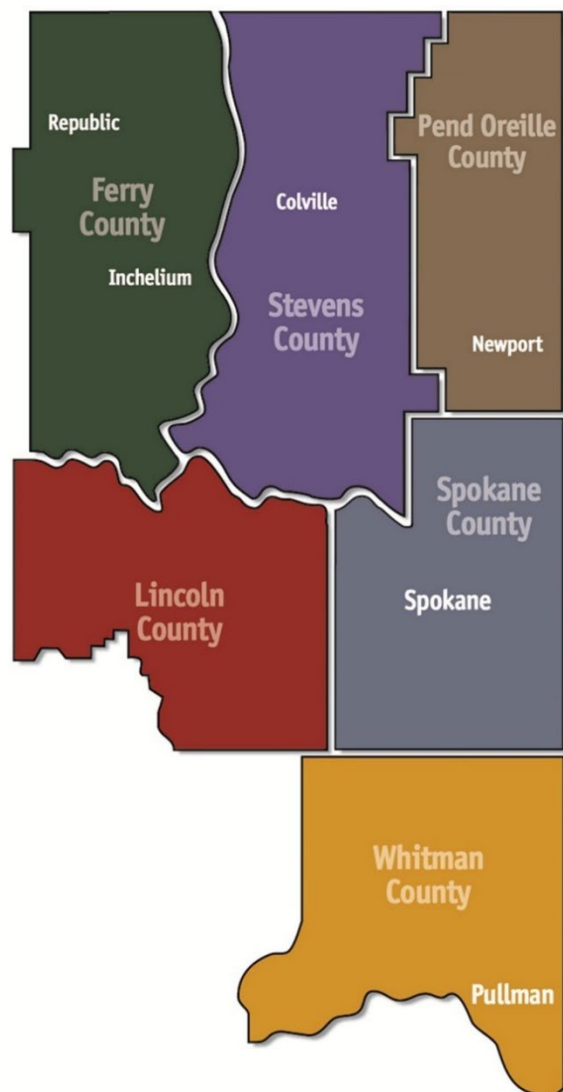 Republic
Ferry
County
Inchelium
Colville
Stevens
County
Pend Oreille
County
Newport
Lincoln
County
Spokane
County
Spokane
Whitman
County
Pullman